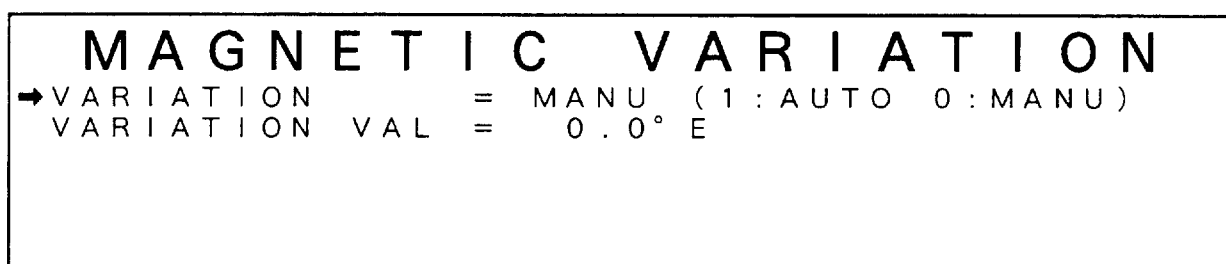 MAGNETIC VARIATION
➡VARIATION = MANU (1:AUTO 0:MANU)
VARIATION VAL = 0.0° E